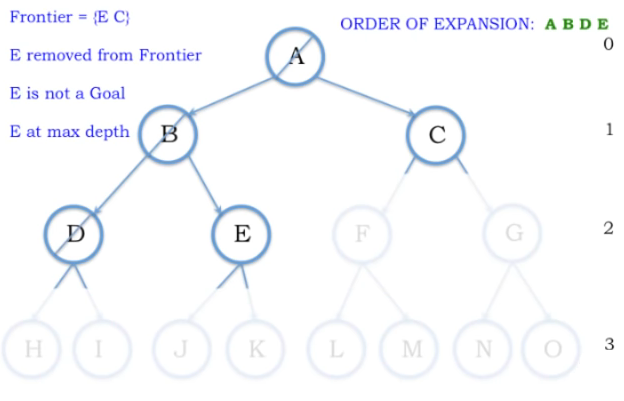 Frontier = {E C}
ORDER OF EXPANSION: A B D E
0
E removed from Frontier
A
E is not a Goal
E at max depth
B
C
1
D
E
F
G
2
H
I
J
K
L
M
N
O
3